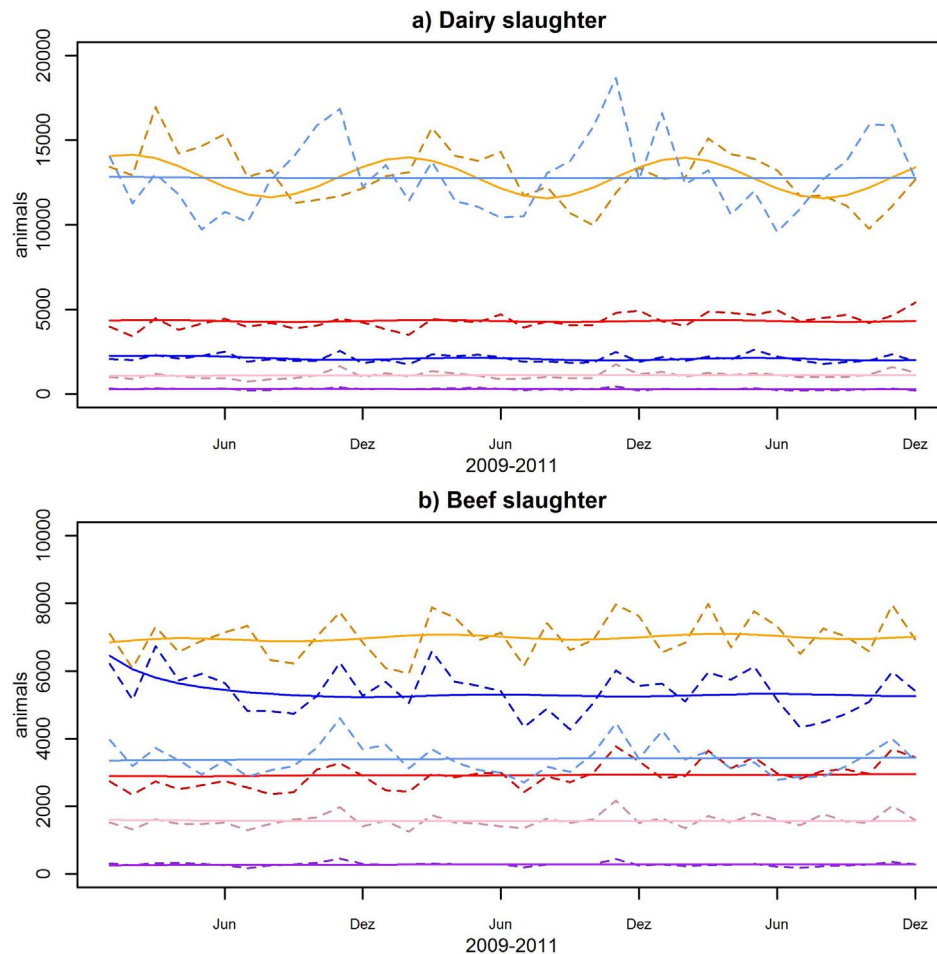 a) Dairy slaughter
20000
15000
10000
5000
0
animals
Jun Dez Jun Dez Jun Dez
2009-2011
b) Beef slaughter
10000
8000
6000
4000
2000
0
animals
Jun Dez Jun Dez Jun Dez
2009-2011